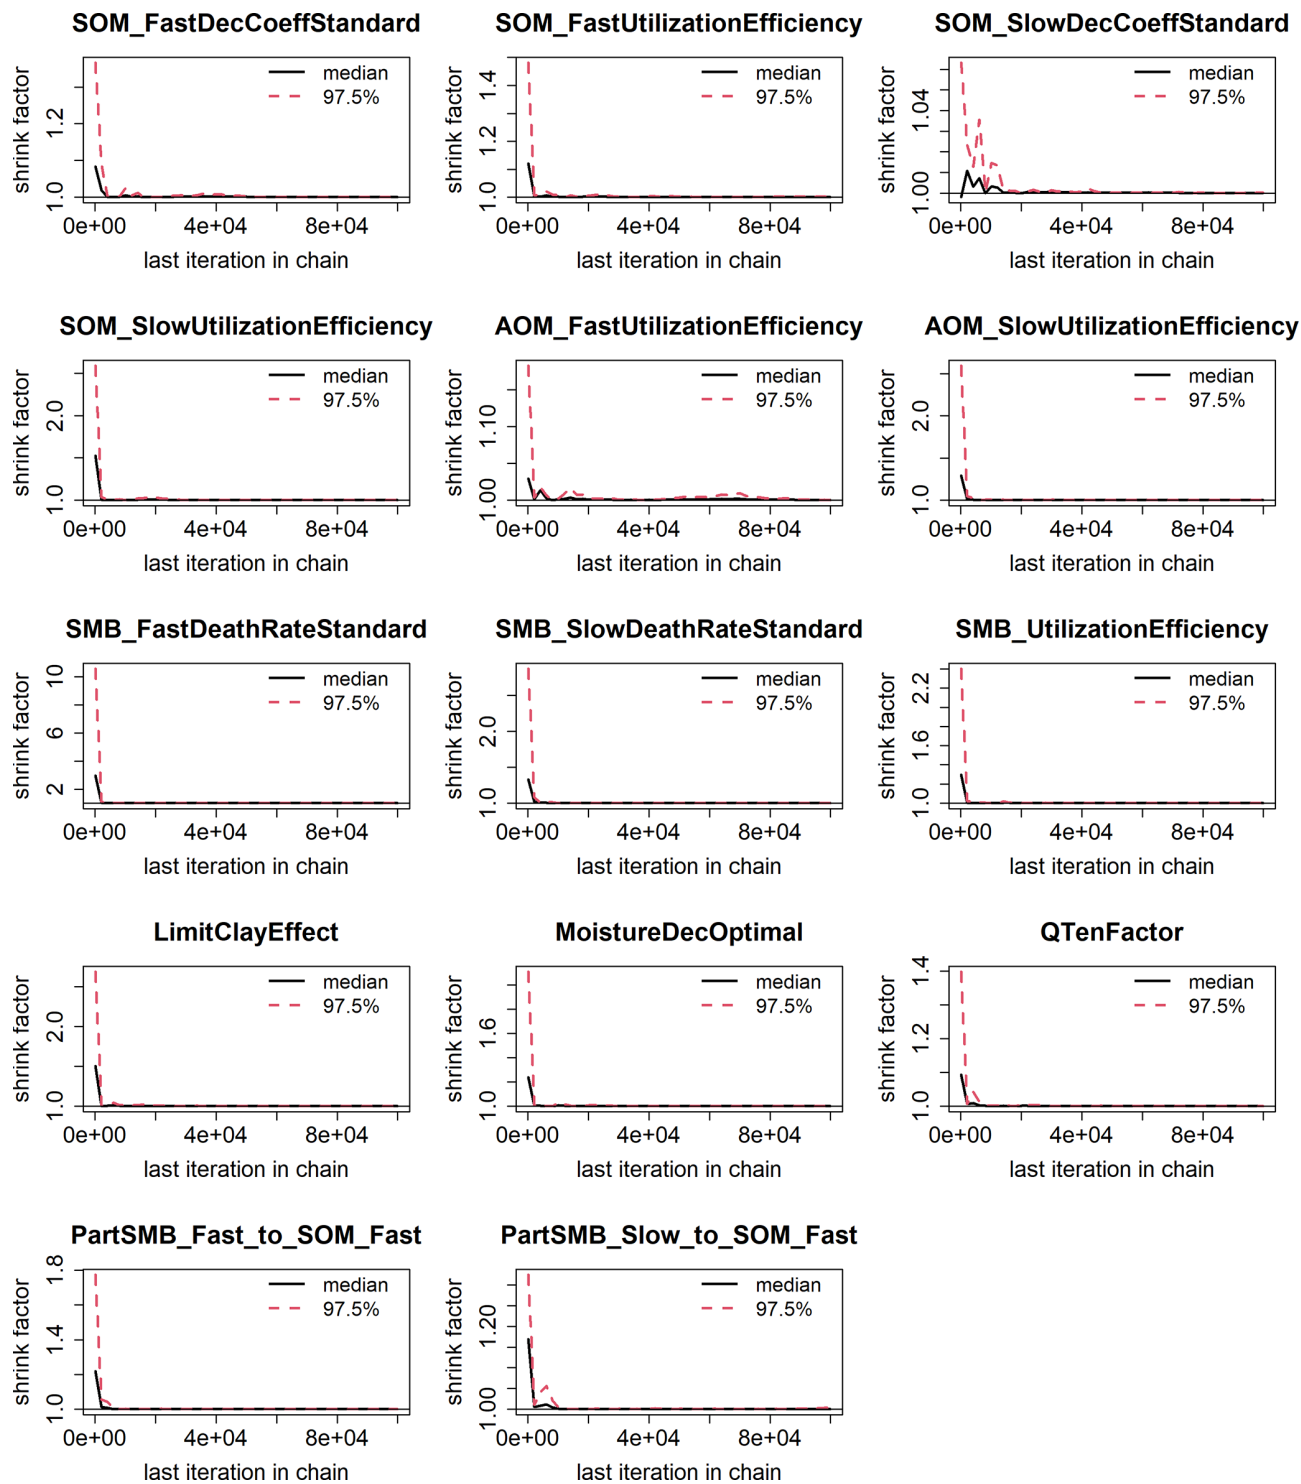 SOM_FastDecCoeffStandard
shrink factor
1.0 1.2
median
97.5%
0e+00 4e+04 8e+04
last iteration in chain
SOM_FastUtilizationEfficiency
shrink factor
1.0 1.2 1.4
median
97.5%
0e+00 4e+04 8e+04
last iteration in chain
SOM_SlowDecCoeffStandard
shrink factor
1.00 1.04
median
97.5%
0e+00 4e+04 8e+04
last iteration in chain
SOM_SlowUtilizationEfficiency
shrink factor
1.0 2.0
median
97.5%
0e+00 4e+04 8e+04
last iteration in chain
AOM_FastUtilizationEfficiency
shrink factor
1.00 1.10
median
97.5%
0e+00 4e+04 8e+04
last iteration in chain
AOM_SlowUtilizationEfficiency
shrink factor
1.0 2.0
median
97.5%
0e+00 4e+04 8e+04
last iteration in chain
SMB_FastDeathRateStandard
shrink factor
2 6 10
median
97.5%
0e+00 4e+04 8e+04
last iteration in chain
SMB_SlowDeathRateStandard
shrink factor
1.0 2.0
median
97.5%
0e+00 4e+04 8e+04
last iteration in chain
SMB_UtilizationEfficiency
shrink factor
1.0 1.6 2.2
median
97.5%
0e+00 4e+04 8e+04
last iteration in chain
LimitClayEffect
shrink factor
1.0 2.0
median
97.5%
0e+00 4e+04 8e+04
last iteration in chain
MoistureDecOptimal
shrink factor
1.0 1.6
median
97.5%
0e+00 4e+04 8e+04
last iteration in chain
QTenFactor
shrink factor
1.0 1.2 1.4
median
97.5%
0e+00 4e+04 8e+04
last iteration in chain
PartSMB_Fast_to_SOM_Fast
shrink factor
1.0 1.4 1.8
median
97.5%
0e+00 4e+04 8e+04
last iteration in chain
PartSMB_Slow_to_SOM_Fast
shrink factor
1.00 1.20
median
97.5%
0e+00 4e+04 8e+04
last iteration in chain